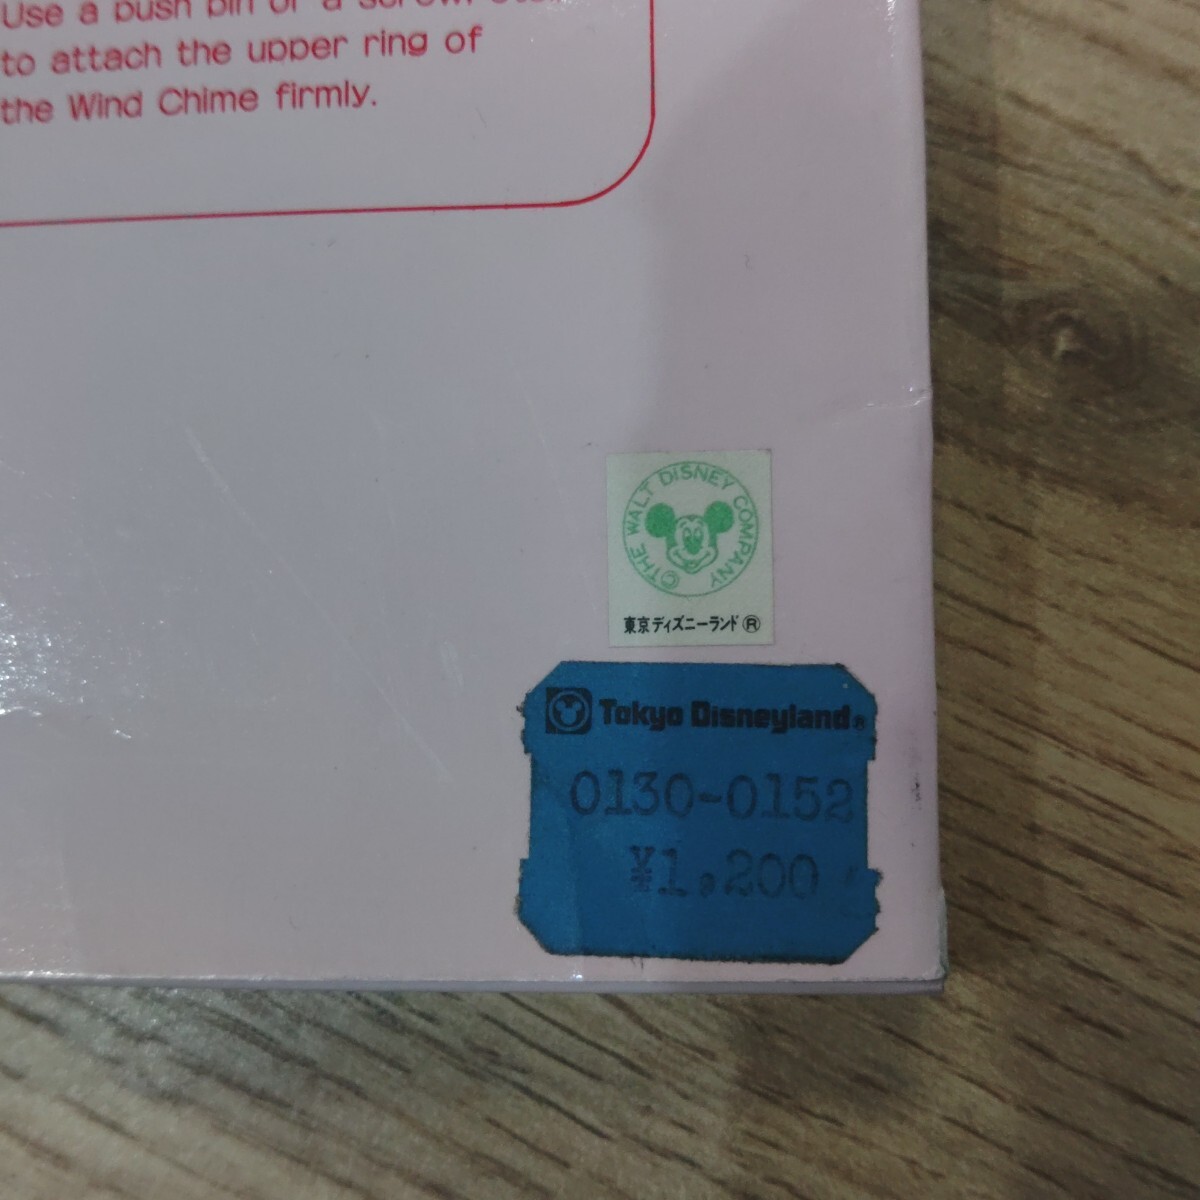 Use a push pin or a
to attach the upper ring of
the Wind Chime firmly.
©THE WALT DISNEY COMPANY
東京ディズニーランド®
Tokyo Disneyland®
0130-0152
¥1,200